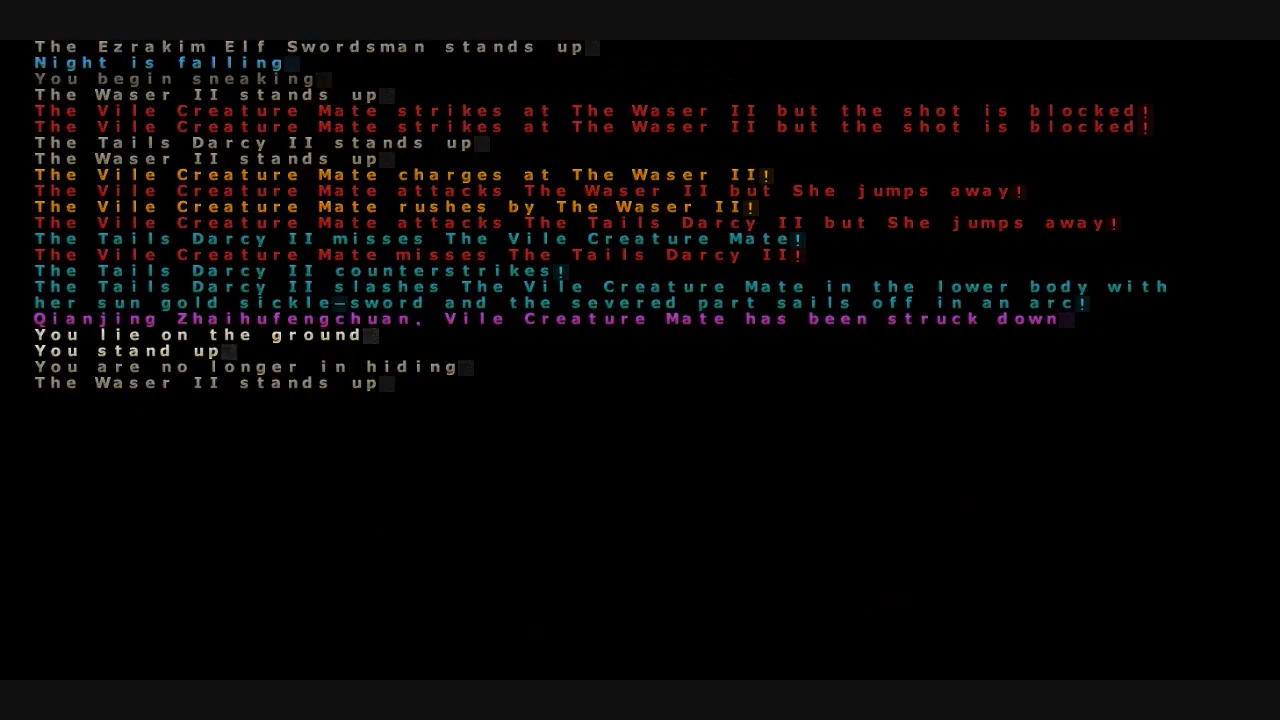 The Ezrakim Elf Swordsman stands up
Night is falling
You begin sneaking
The Waser II stands up
The Vile Creature Mate strikes at The Waser II but the shot is blocked!
The Vile Creature Mate strikes at The Waser II but the shot is blocked!
The Tails Darcy II stands up
The Waser II stands up
The Vile Creature Mate charges at The Waser II!
The Vile Creature Mate attacks The Waser II but She jumps away!
The Vile Creature Mate rushes by The Waser II!
The Vile Creature Mate attacks The Tails Darcy II but She jumps away!
The Tails Darcy II misses The Vile Creature Mate!
The Vile Creature Mate misses The Tails Darcy II!
The Tails Darcy II counterstrikes!
The Tails Darcy II slashes The Vile Creature Mate in the lower body with
her sun gold sickle-sword and the severed part sails off in an arc!
Qianjing Zhaihufengchuan, Vile Creature Mate has been struck down
You lie on the ground
You stand up
You are no longer in hiding
The Waser II stands up